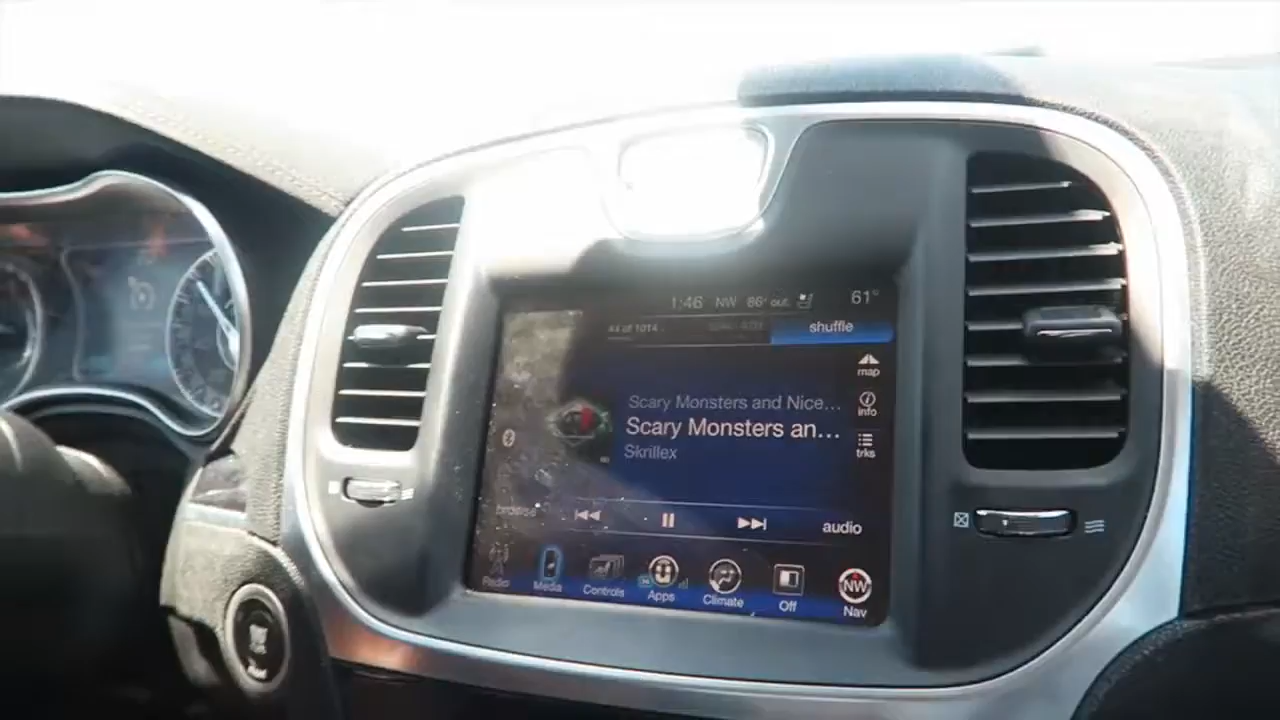 1:46 NW 86° out. 61°
44 of 1014
shuffle
map
info
trks
Scary Monsters and Nice...
Scary Monsters an...
Skrillex
browse
audio
Radio Media Controls Apps Climate Off NW Nav